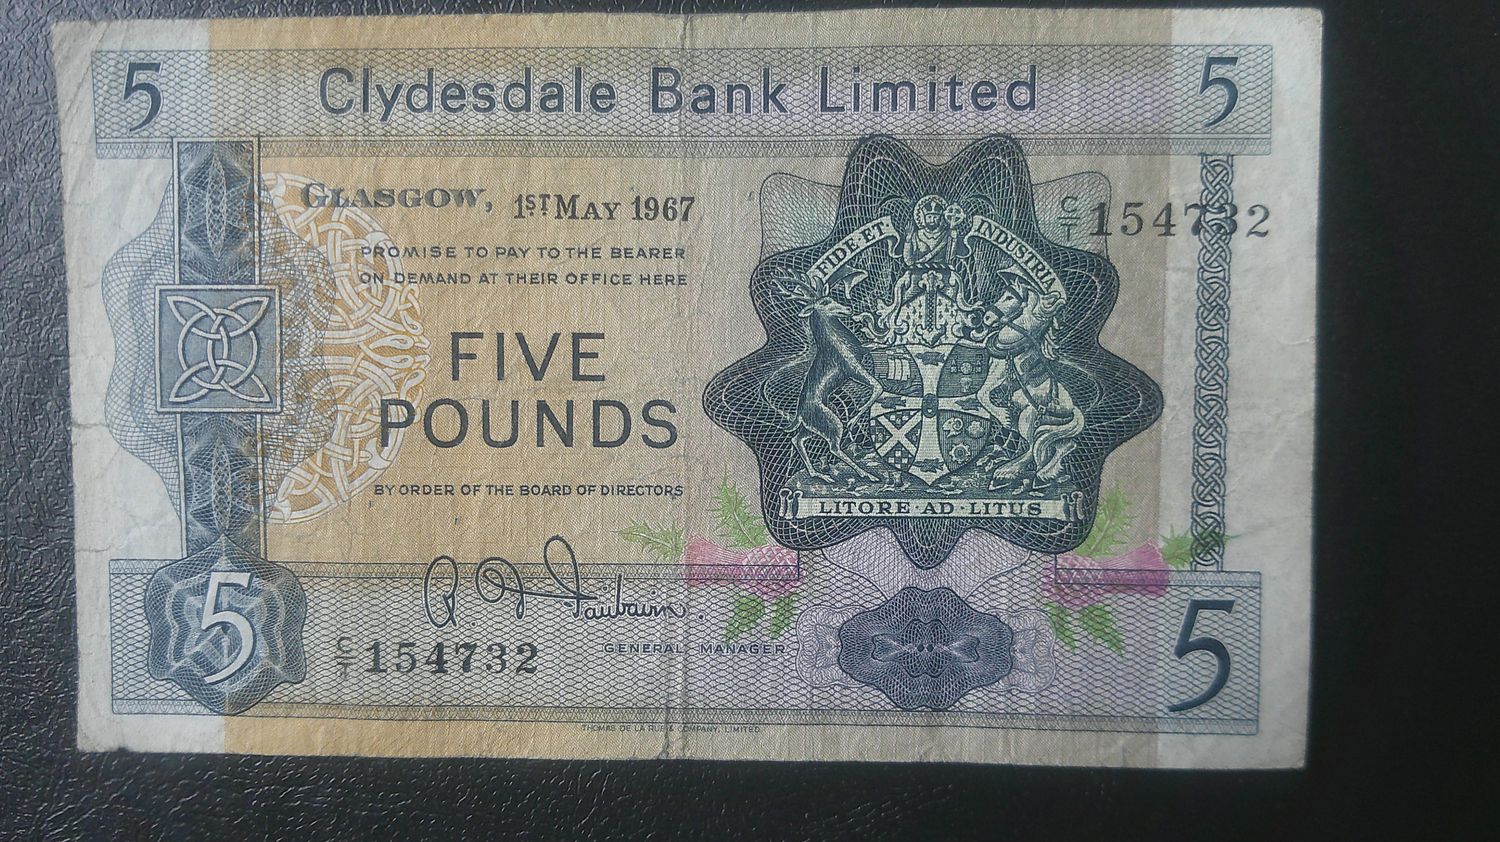 5 Clydesdale Bank Limited 5
GLASGOW, 1ST MAY 1967
C/T 154732
PROMISE TO PAY TO THE BEARER
ON DEMAND AT THEIR OFFICE HERE
FIVE
POUNDS
BY ORDER OF THE BOARD OF DIRECTORS
FIDE ET INDUSTRIA
LITORE·AD·LITUS
R. D. Fairbairn.
GENERAL MANAGER
C/T 154732
5
5
THOMAS DE LA RUE & COMPANY, LIMITED.